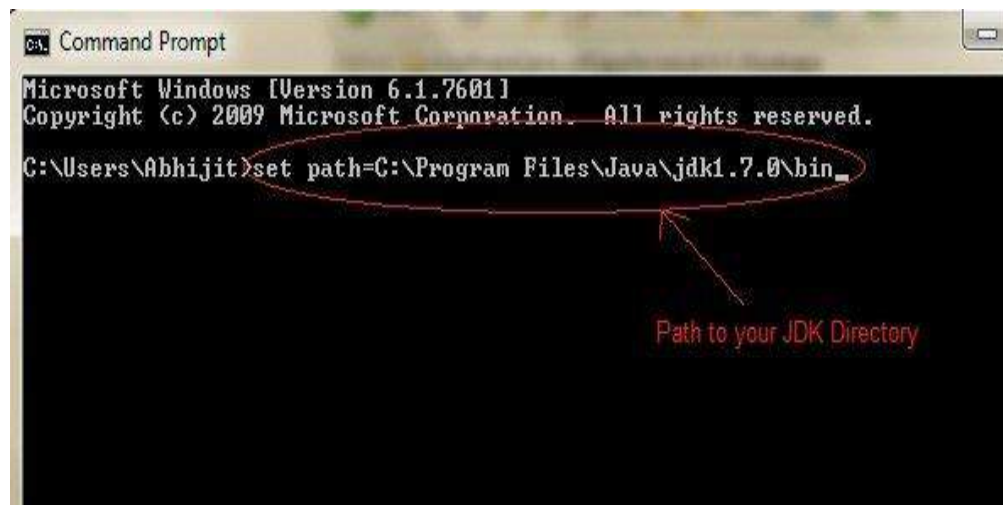 Command Prompt
Microsoft Windows [Version 6.1.7601]
Copyright (c) 2009 Microsoft Corporation. All rights reserved.
C:\Users\Abhijit>set path=C:\Program Files\Java\jdk1.7.0\bin_
Path to your JDK Directory